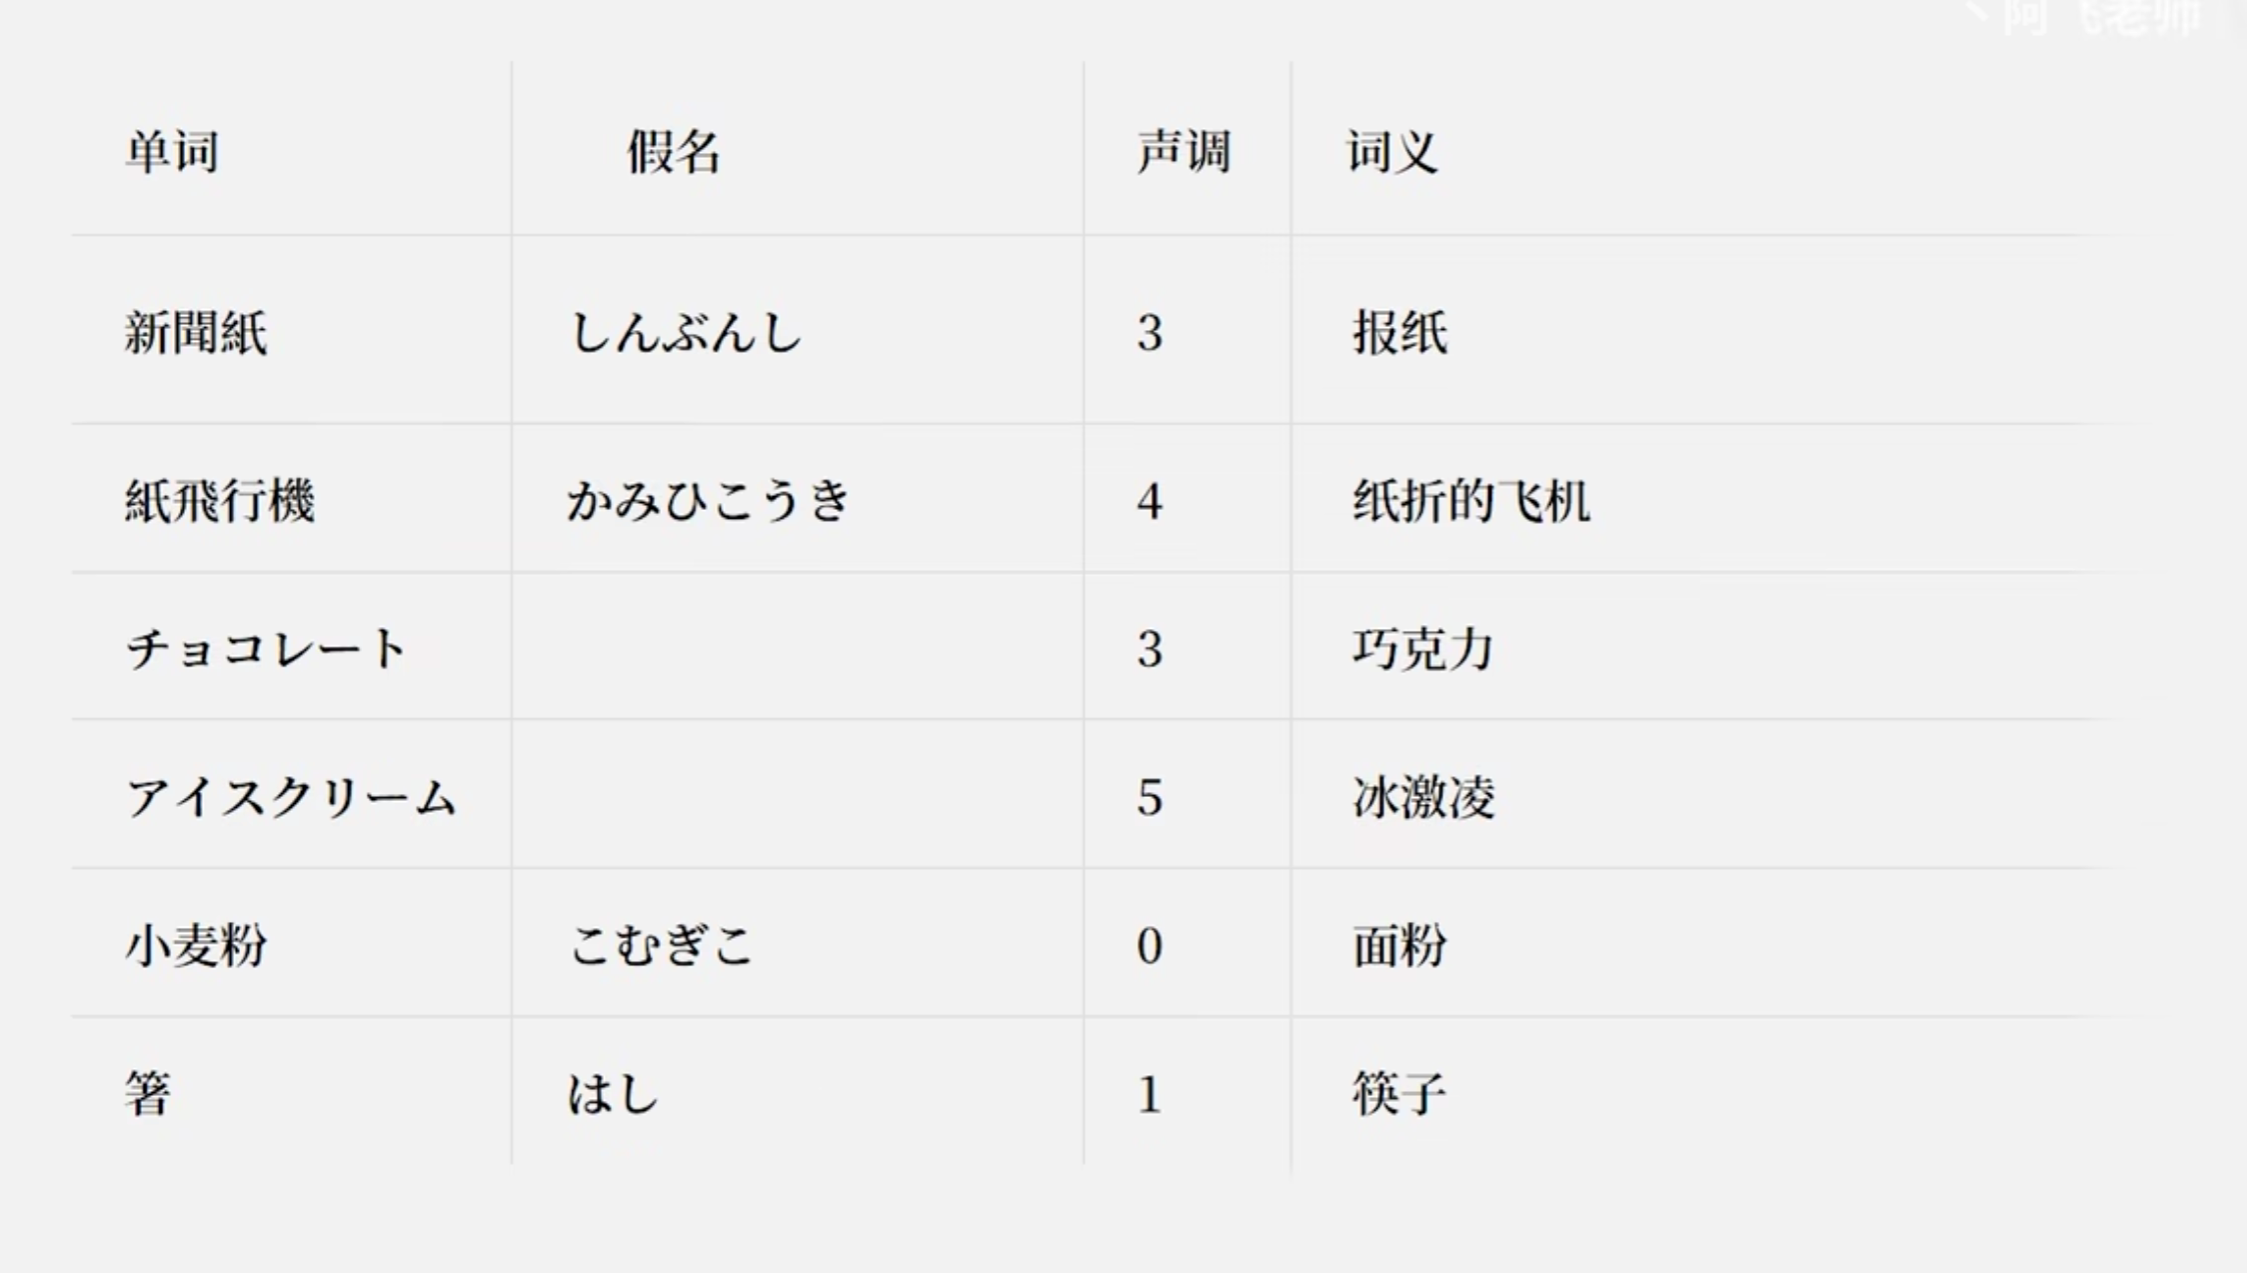 阿飞老师
单词 假名 声调 词义
新聞紙 しんぶんし 3 报纸
紙飛行機 かみひこうき 4 纸折的飞机
チョコレート 3 巧克力
アイスクリーム 5 冰激凌
小麦粉 こむぎこ 0 面粉
箸 はし 1 筷子